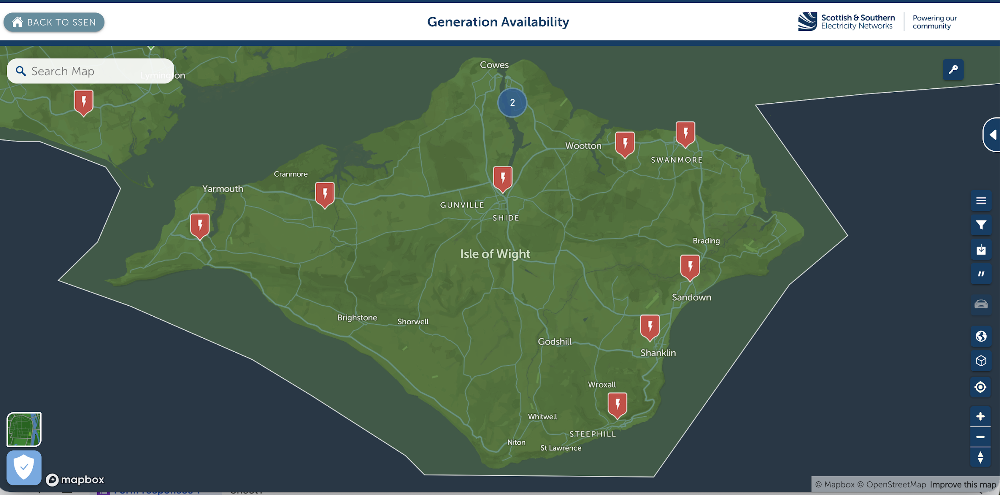 BACK TO SSEN
Generation Availability
Scottish & Southern
Electricity Networks
Powering our
community
Search Map
Lymington
Cowes
2
Wootton
SWANMORE
Cranmore
Yarmouth
GUNVILLE
SHIDE
Brading
Isle of Wight
Sandown
Brighstone
Shorwell
Godshill
Shanklin
Wroxall
Whitwell
STEEPHILL
Niton
St Lawrence
mapbox
© Mapbox © OpenStreetMap Improve this map